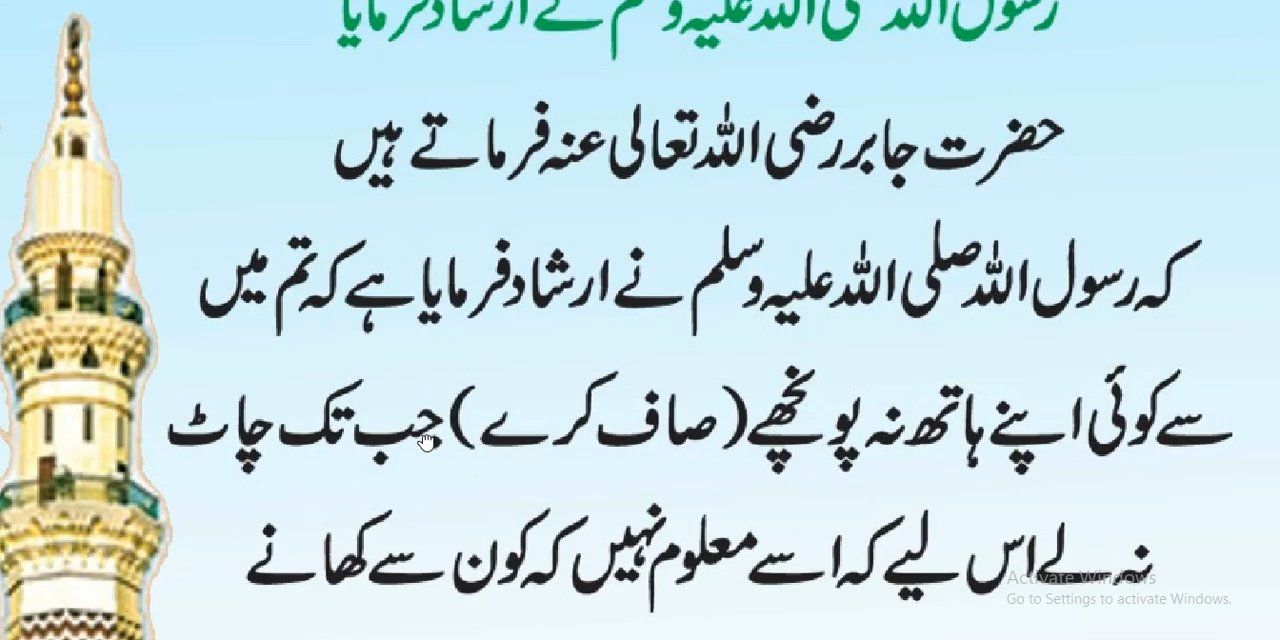 رسول اللہ صلی اللہ علیہ وسلم نے ارشاد فرمایا
حضرت جابر رضی اللہ تعالی عنہ فرماتے ہیں
کہ رسول اللہ صلی اللہ علیہ وسلم نے ارشاد فرمایا ہے کہ تم میں
سے کوئی اپنے ہاتھ نہ پونچھے (صاف کرے) جب تک چاٹ
نہ لے اس لیے کہ اسے معلوم نہیں کہ کون سے کھانے
Activate Windows
Go to Settings to activate Windows.